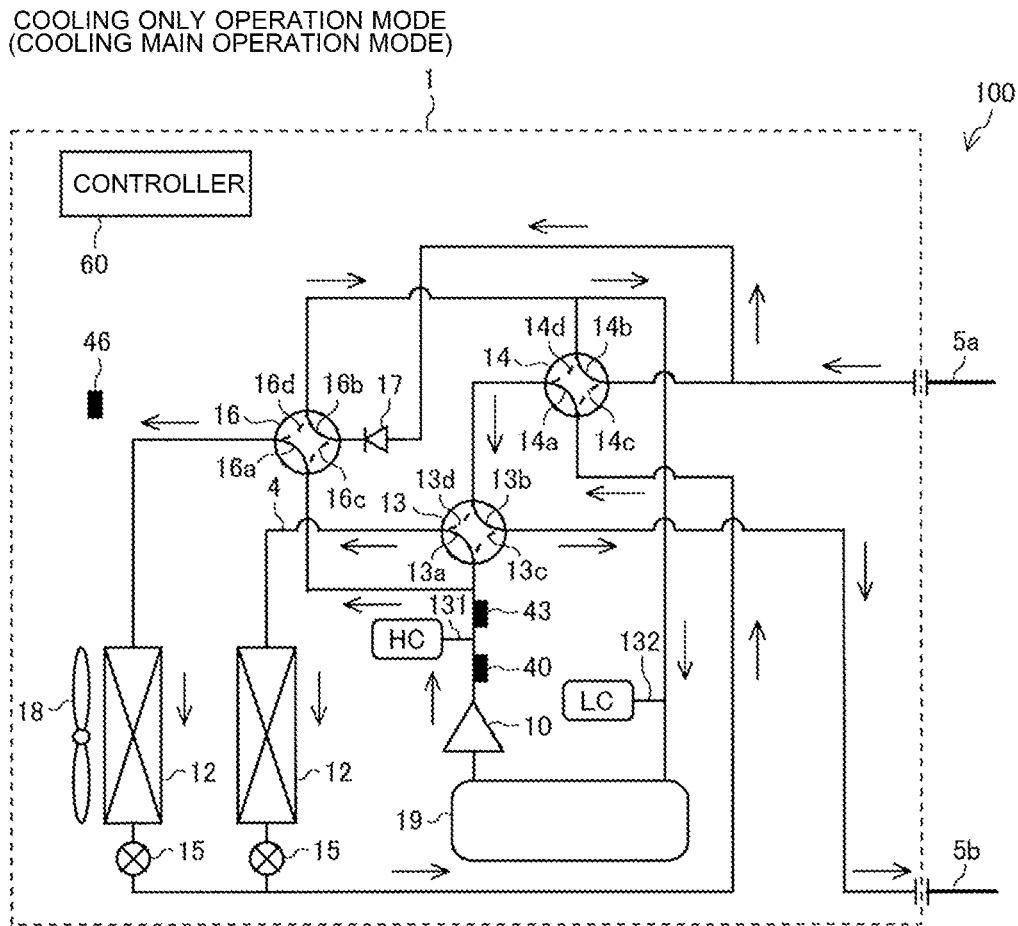 COOLING ONLY OPERATION MODE
(COOLING MAIN OPERATION MODE)
1
100
CONTROLLER
60
46
14d 14b
14
5a
16d 16b 17
16
14a 14c
16a
16c
13d 13b
4
13
13a 13c
131
43
HC
132
40
LC
18
10
12
12
19
15
15
5b